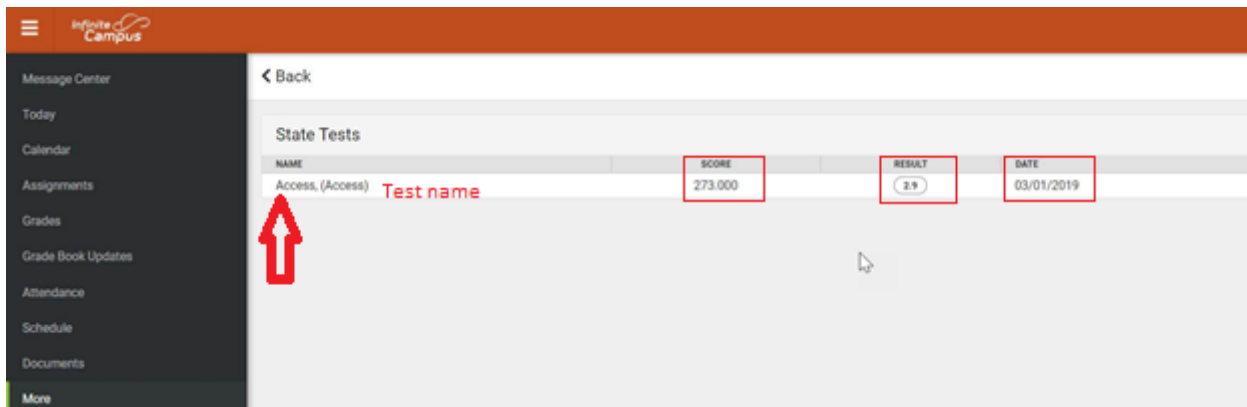 Infinite
Campus
Message Center
Today
Calendar
Assignments
Grades
Grade Book Updates
Attendance
Schedule
Documents
More
Back
State Tests
NAME SCORE RESULT DATE
Access, (Access) Test name 273.000 2.9 03/01/2019